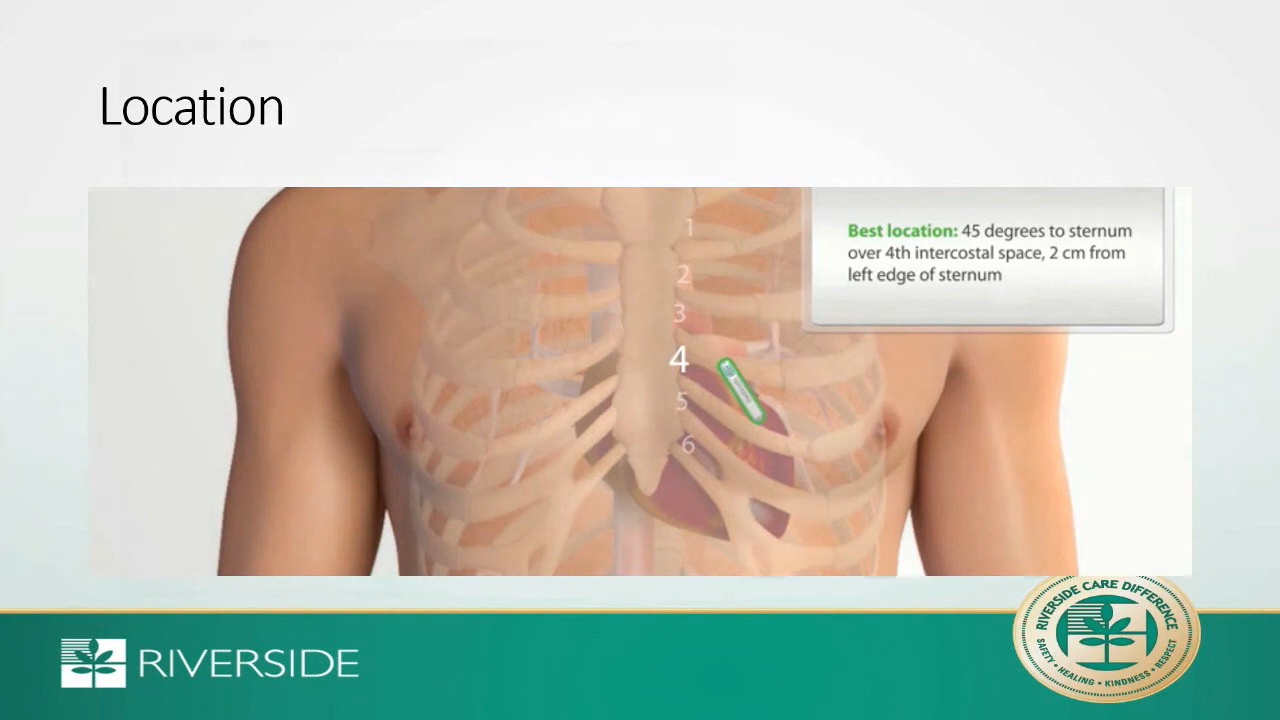 Location
Best location: 45 degrees to sternum
over 4th intercostal space, 2 cm from
left edge of sternum
1
2
3
4
5
6
RIVERSIDE
RIVERSIDE CARE DIFFERENCE
SAFETY • HEALING • KINDNESS • RESPECT